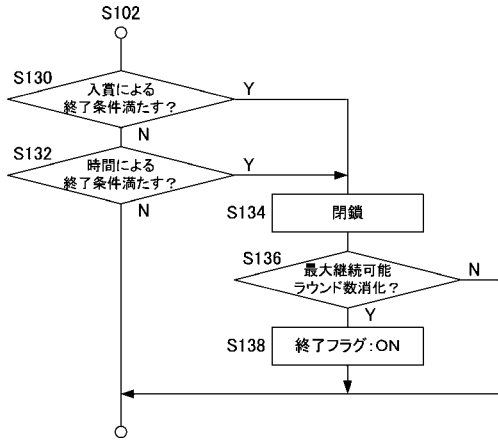 S102
S130
入賞による
終了条件満たす?
Y
N
S132
時間による
終了条件満たす?
Y
N
S134
閉鎖
S136
最大継続可能
ラウンド数消化?
N
Y
S138
終了フラグ:ON